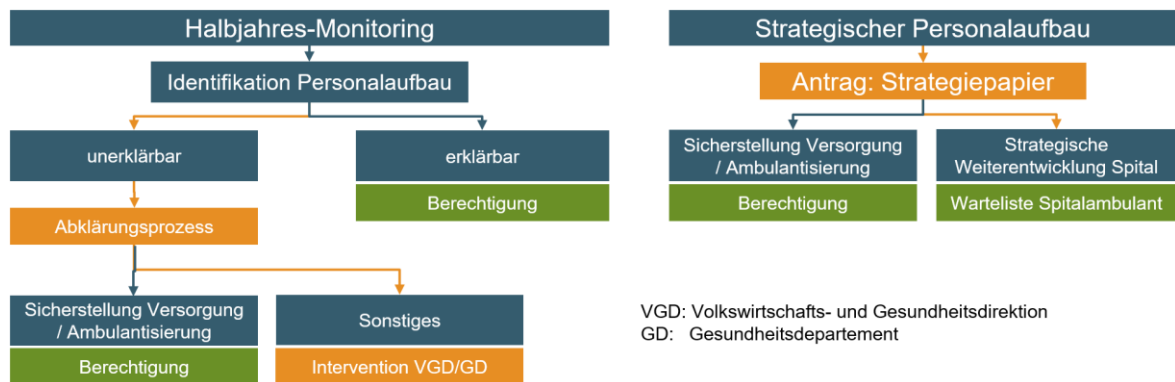 Halbjahres-Monitoring
Identifikation Personalaufbau
unerklärbar
erklärbar
Berechtigung
Abklärungsprozess
Sicherstellung Versorgung
/ Ambulantisierung
Berechtigung
Sonstiges
Intervention VGD/GD
Strategischer Personalaufbau
Antrag: Strategiepapier
Sicherstellung Versorgung
/ Ambulantisierung
Berechtigung
Strategische
Weiterentwicklung Spital
Warteliste Spitalambulant
VGD: Volkswirtschafts- und Gesundheitsdirektion
GD: Gesundheitsdepartement